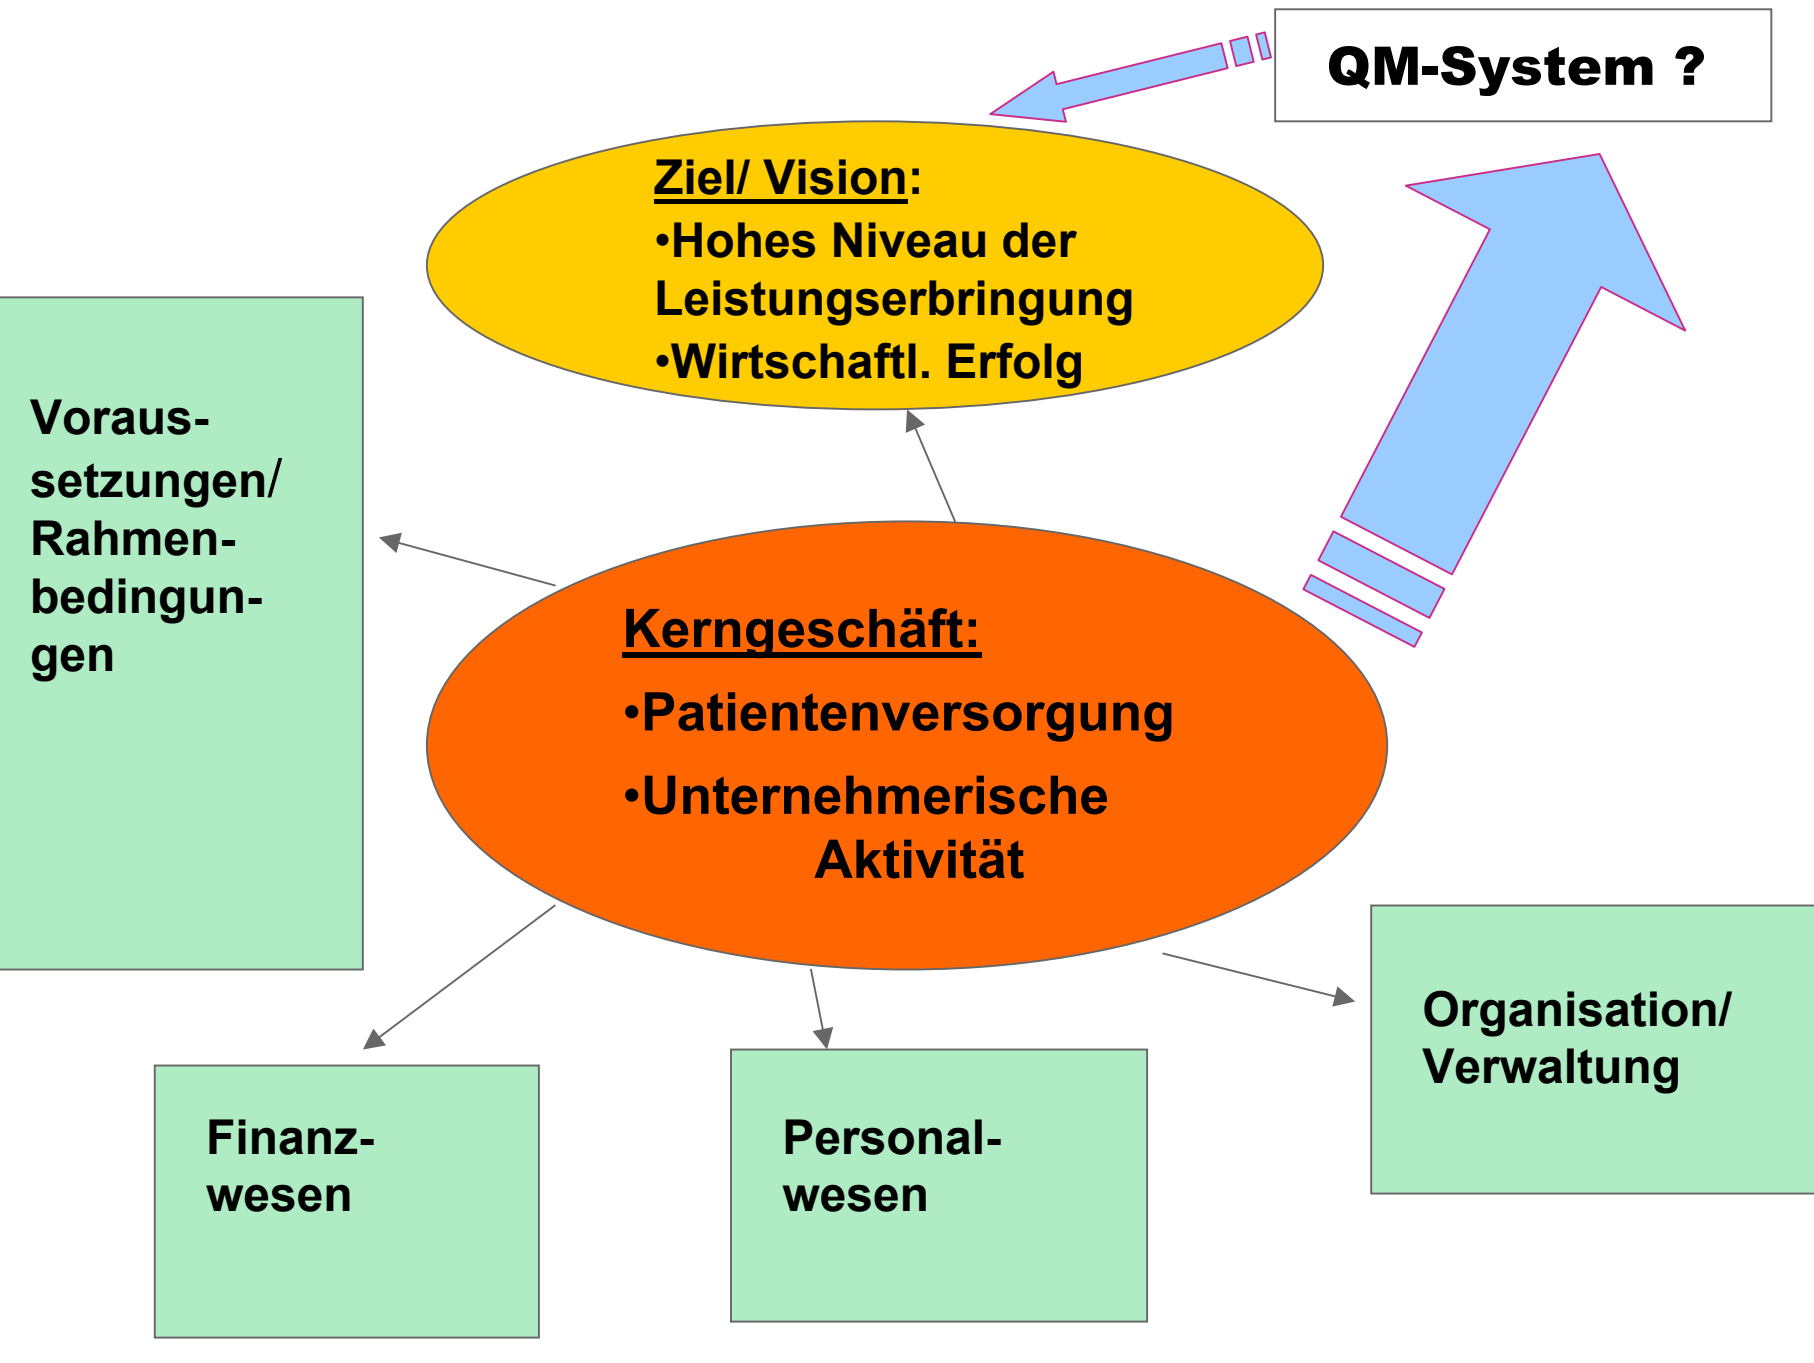 QM-System ?
Ziel/ Vision:
•Hohes Niveau der
Leistungserbringung
•Wirtschaftl. Erfolg
Voraus-
setzungen/
Rahmen-
bedingun-
gen
Kerngeschäft:
•Patientenversorgung
•Unternehmerische
Aktivität
Organisation/
Verwaltung
Finanz-
wesen
Personal-
wesen